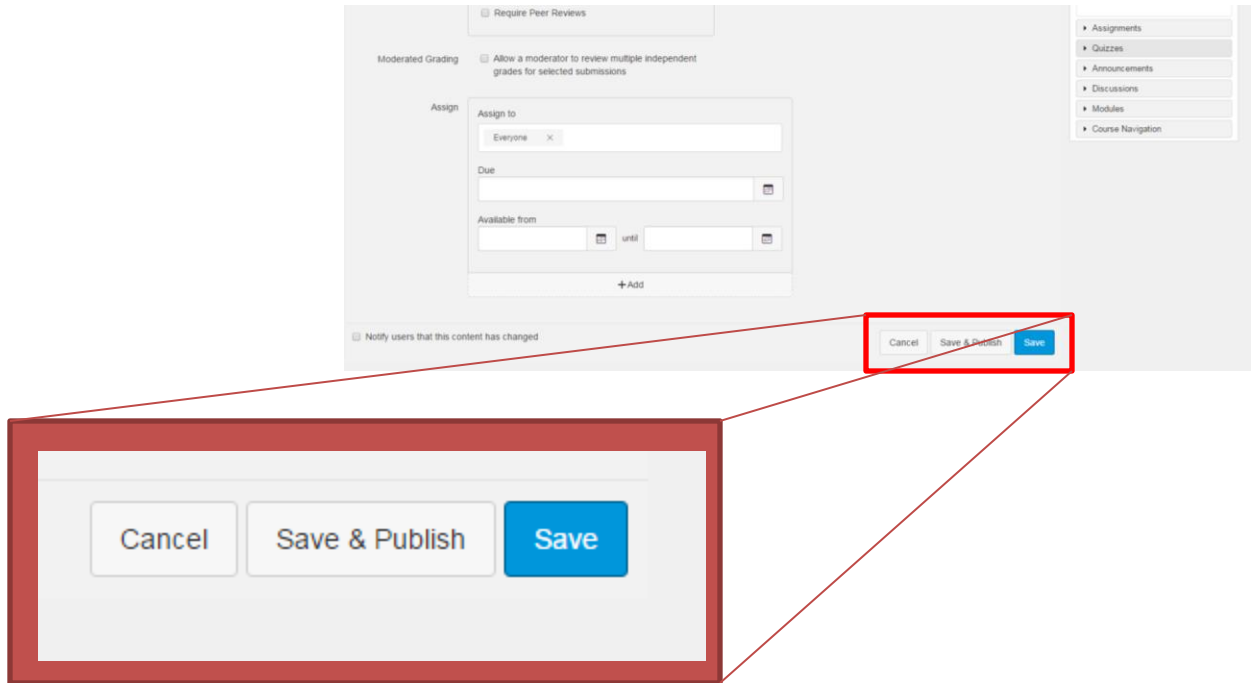 Require Peer Reviews
Moderated Grading
Allow a moderator to review multiple independent
grades for selected submissions
Assign
Assign to
Everyone ×
Due
Available from
until
+Add
Notify users that this content has changed
Cancel Save & Publish Save
Assignments
Quizzes
Announcements
Discussions
Modules
Course Navigation
Cancel Save & Publish Save